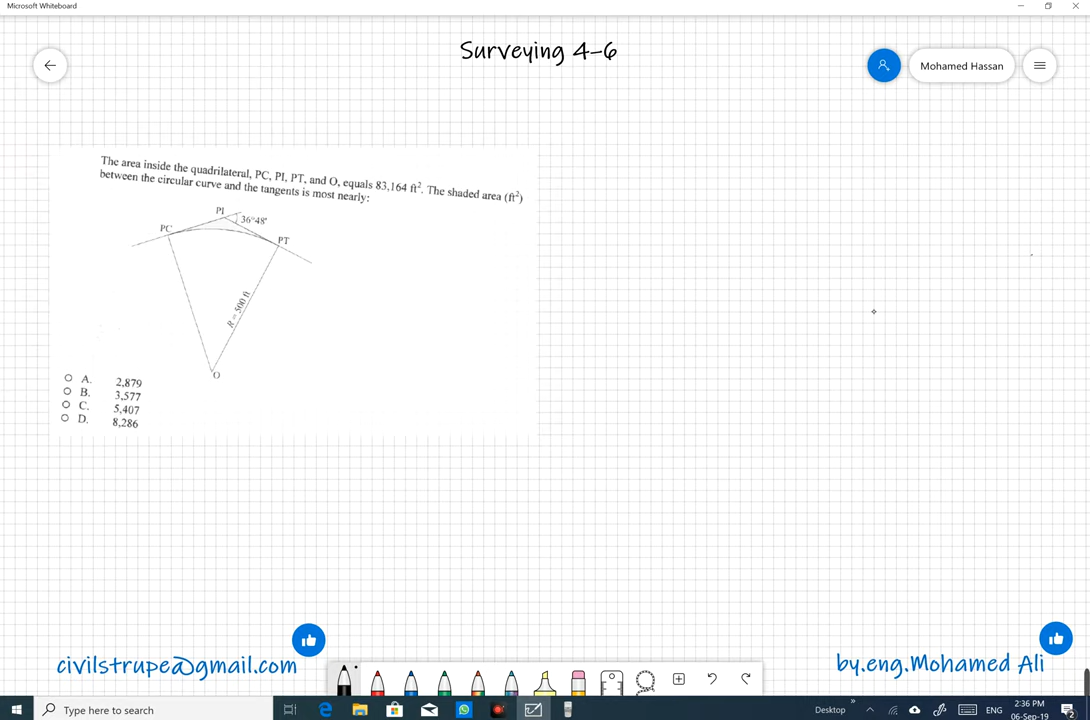 Microsoft Whiteboard
Surveying 4-6
Mohamed Hassan
The area inside the quadrilateral, PC, PI, PT, and O, equals 83,164 ft². The shaded area (ft²)
between the circular curve and the tangents is most nearly:
PI
36°48'
PC
PT
R = 500 ft
O
A. 2,879
B. 3,577
C. 5,407
D. 8,286
civilstrupe@gmail.com
by.eng.Mohamed Ali
Type here to search
Desktop
ENG
2:36 PM
06-Sep-19
2